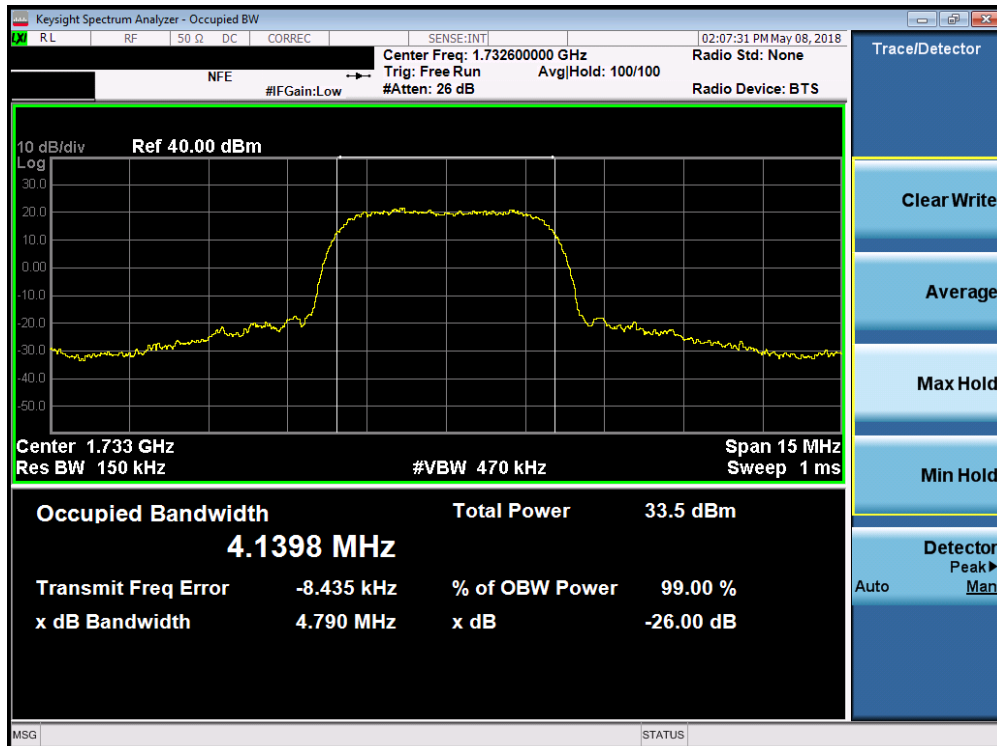 Keysight Spectrum Analyzer - Occupied BW
LXI RL RF 50 Ω DC CORREC SENSE:INT 02:07:31 PM May 08, 2018
NFE
#IFGain:Low
Center Freq: 1.732600000 GHz Radio Std: None
Trig: Free Run Avg|Hold: 100/100
#Atten: 26 dB Radio Device: BTS
10 dB/div Ref 40.00 dBm
Log
30.0
20.0
10.0
0.00
-10.0
-20.0
-30.0
-40.0
-50.0
Center 1.733 GHz Span 15 MHz
Res BW 150 kHz #VBW 470 kHz Sweep 1 ms
Occupied Bandwidth Total Power 33.5 dBm
4.1398 MHz
Transmit Freq Error -8.435 kHz % of OBW Power 99.00 %
x dB Bandwidth 4.790 MHz x dB -26.00 dB
MSG STATUS
Trace/Detector
Clear Write
Average
Max Hold
Min Hold
Detector
Peak▶
Auto Man